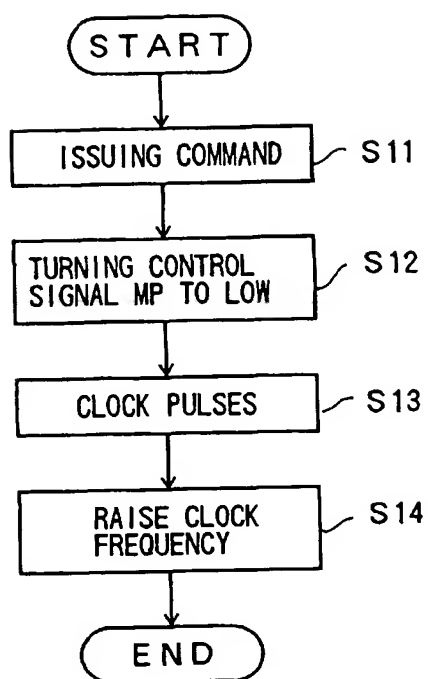 START
ISSUING COMMAND
S11
TURNING CONTROL
SIGNAL MP TO LOW
S12
CLOCK PULSES
S13
RAISE CLOCK
FREQUENCY
S14
END